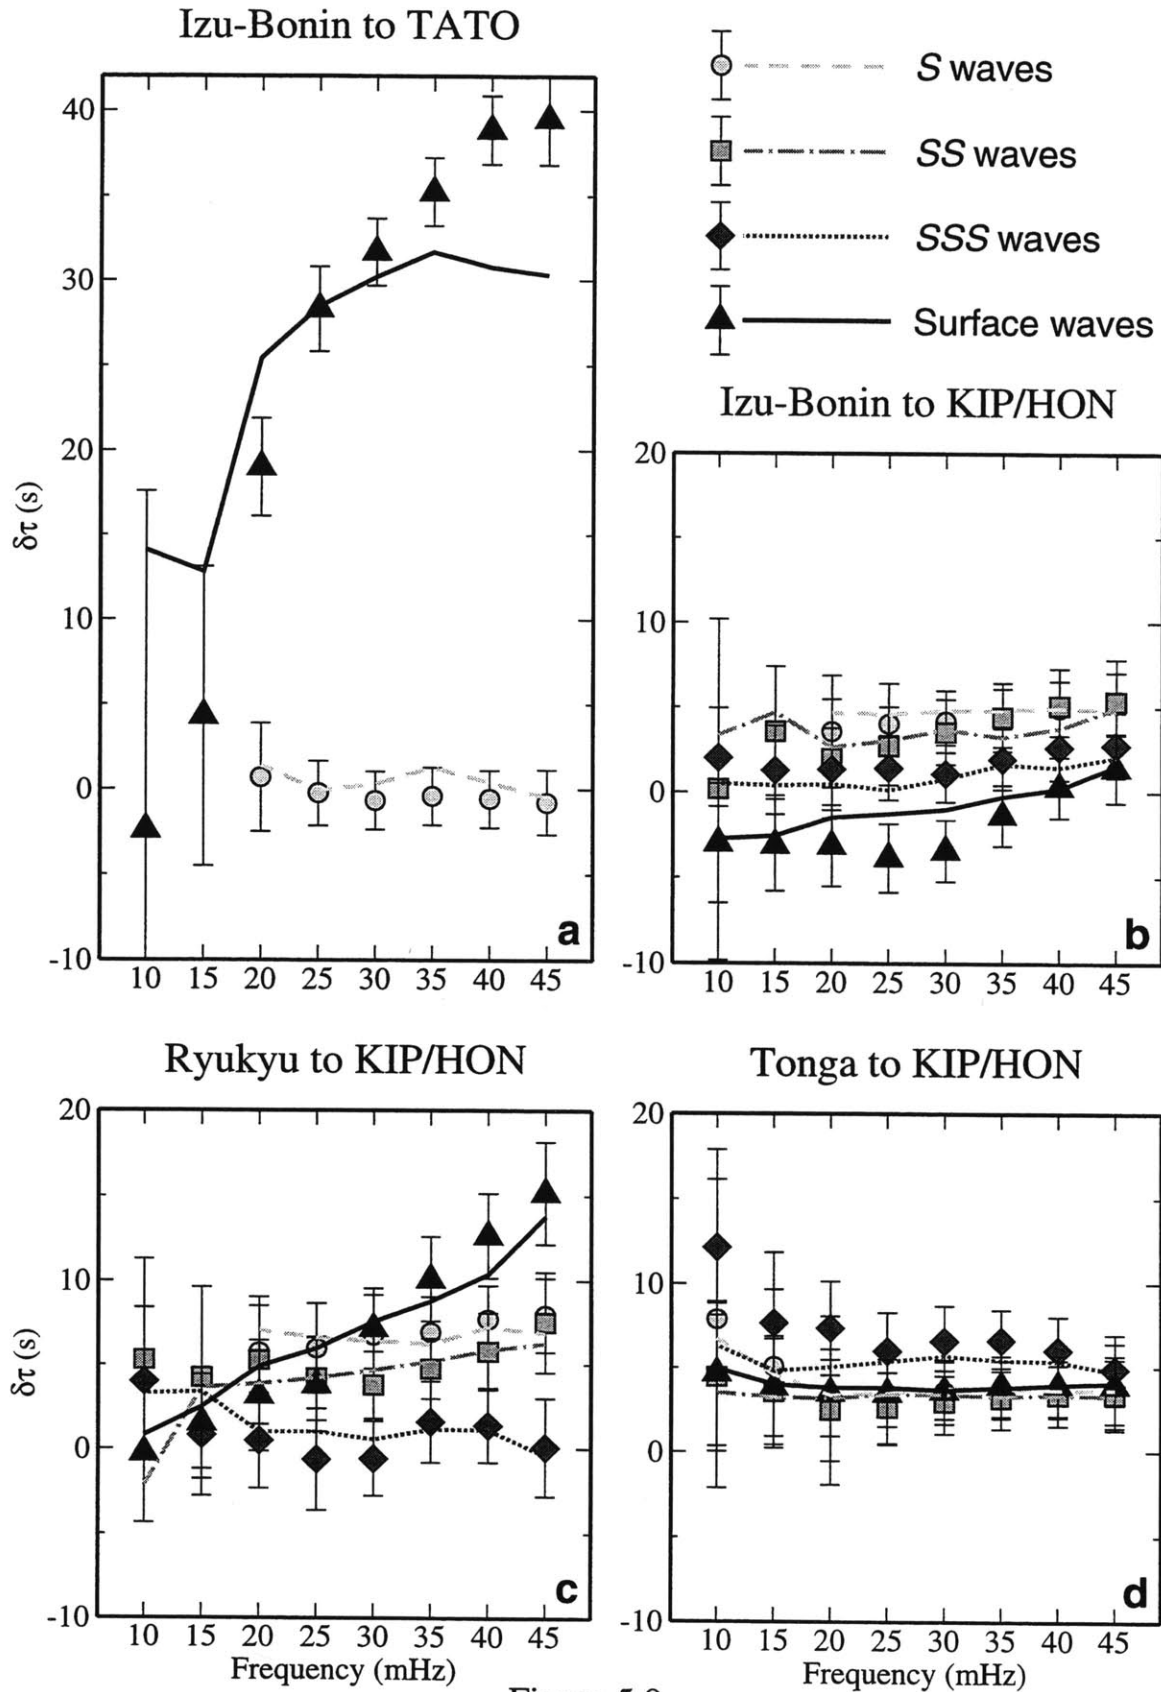 Izu-Bonin to TATO
S waves
SS waves
SSS waves
Surface waves
40
30
20
10
0
-10
δτ (s)
10 15 20 25 30 35 40 45
a
Izu-Bonin to KIP/HON
20
10
0
-10
10 15 20 25 30 35 40 45
b
Ryukyu to KIP/HON
20
10
0
-10
δτ (s)
10 15 20 25 30 35 40 45
Frequency (mHz)
c
Tonga to KIP/HON
20
10
0
-10
10 15 20 25 30 35 40 45
Frequency (mHz)
d